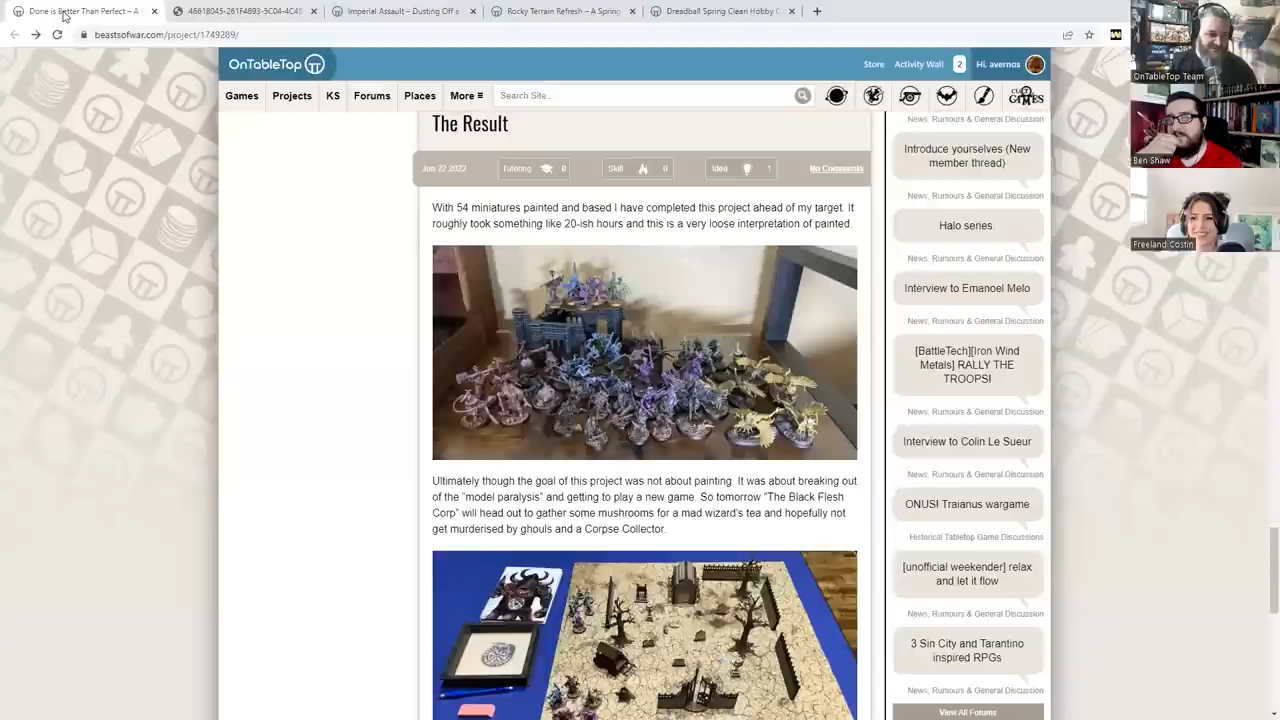 Done is Better Than Perfect – A
46618045-261F4893-5C04-4C4
Imperial Assault – Dusting Off a
Rocky Terrain Refresh – A Spring
Dreadball Spring Clean Hobby C
beastsofwar.com/project/1749289/
OnTableTop
Store
Activity Wall
2
Hi, avernos
Games
Projects
KS
Forums
Places
More
Search Site..
GAMES
The Result
Jun 22 2022
Tutoring
0
Skill
0
Idea
1
No Comments
With 54 miniatures painted and based I have completed this project ahead of my target. It
roughly took something like 20-ish hours and this is a very loose interpretation of painted.
Ultimately though the goal of this project was not about painting. It was about breaking out
of the "model paralysis" and getting to play a new game. So tomorrow "The Black Flesh
Corp" will head out to gather some mushrooms for a mad wizard's tea and hopefully not
get murderised by ghouls and a Corpse Collector.
News, Rumours & General Discussion
Introduce yourselves (New
member thread)
News, Rumours & General Discussion
Halo series.
News, Rumours & General Discussion
Interview to Emanoel Melo
News, Rumours & General Discussion
[BattleTech][Iron Wind
Metals] RALLY THE
TROOPS!
News, Rumours & General Discussion
Interview to Colin Le Sueur
News, Rumours & General Discussion
ONUS! Traianus wargame
Historical Tabletop Game Discussions
[unofficial weekender] relax
and let it flow
News, Rumours & General Discussion
3 Sin City and Tarantino
inspired RPGs
News, Rumours & General Discussion
View All Forums
OnTableTop Team
Ben Shaw
Freeland Costin